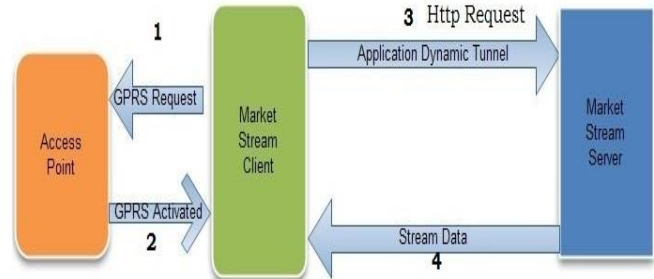 1
3 Http Request
Application Dynamic Tunnel
GPRS Request
Access
Point
Market
Stream
Client
Market
Stream
Server
GPRS Activated
2
Stream Data
4